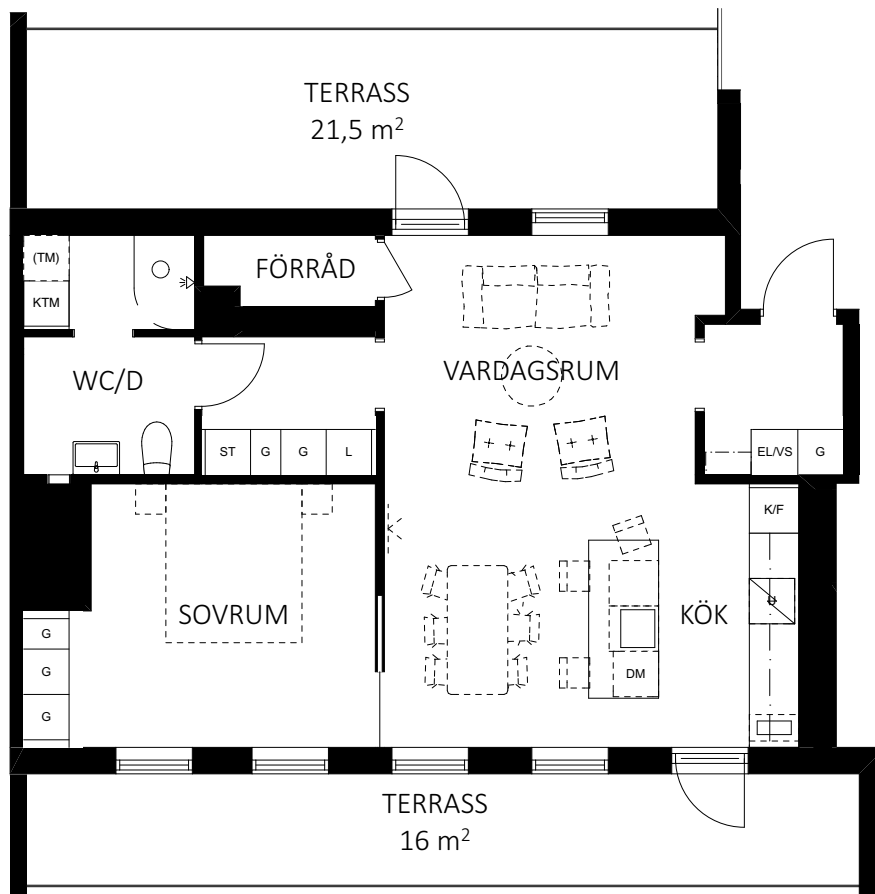 TERRASS
21,5 m²
(TM)
KTM
FÖRRÅD
WC/D
VARDAGSRUM
ST
G
G
L
EL/VS
G
K/F
SOVRUM
KÖK
G
G
G
DM
TERRASS
16 m²